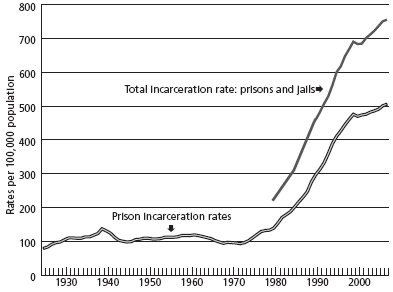 800
700
600
500
400
300
200
100
0
Rates per 100,000 population
Total incarceration rate: prisons and jails
Prison incarceration rates
1930 1940 1950 1960 1970 1980 1990 2000